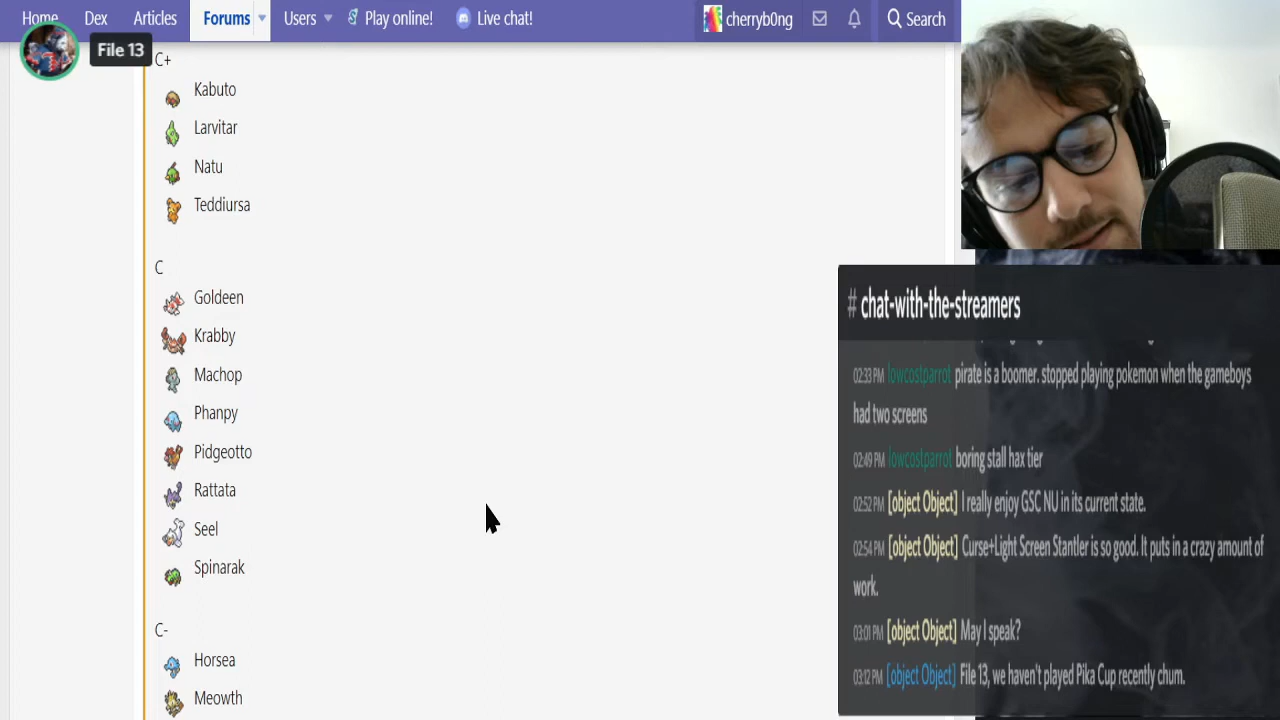 Home Dex Articles Forums Users Play online! Live chat! cherryb0ng Search
File 13
C+
Kabuto
Larvitar
Natu
Teddiursa
C
Goldeen
Krabby
Machop
Phanpy
Pidgeotto
Rattata
Seel
Spinarak
C-
Horsea
Meowth
# chat-with-the-streamers
02:33 PM lowcostparrot pirate is a boomer. stopped playing pokemon when the gameboys
had two screens
02:49 PM lowcostparrot boring stall hax tier
02:52 PM [object Object] I really enjoy GSC NU in its current state.
02:54 PM [object Object] Curse+Light Screen Stantler is so good. It puts in a crazy amount of
work.
03:01 PM [object Object] May I speak?
03:12 PM [object Object] File 13, we haven't played Pika Cup recently chum.